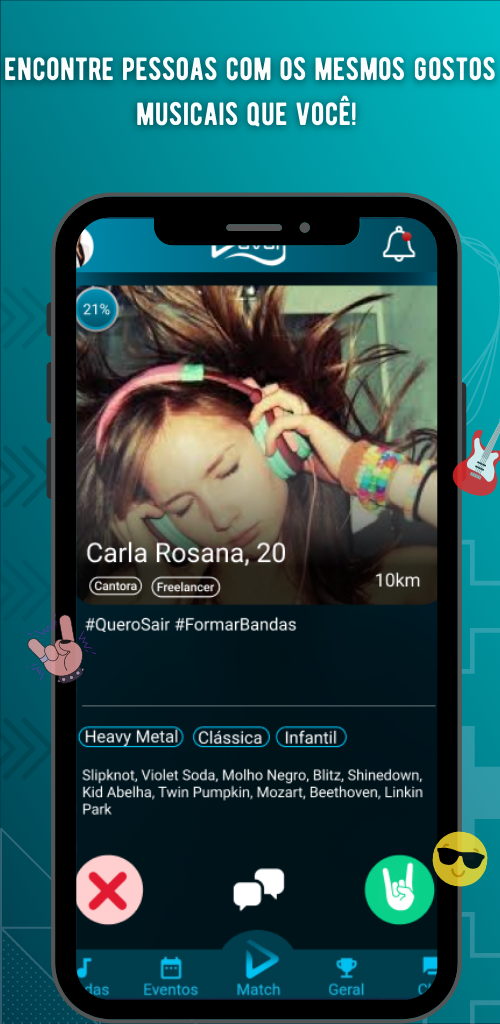 ENCONTRE PESSOAS COM OS MESMOS GOSTOS
MUSICAIS QUE VOCÊ!
21%
Carla Rosana, 20
Cantora
Freelancer
10km
#QueroSair #FormarBandas
Heavy Metal
Clássica
Infantil
Slipknot, Violet Soda, Molho Negro, Blitz, Shinedown,
Kid Abelha, Twin Pumpkin, Mozart, Beethoven, Linkin
Park
das
Eventos
Match
Geral